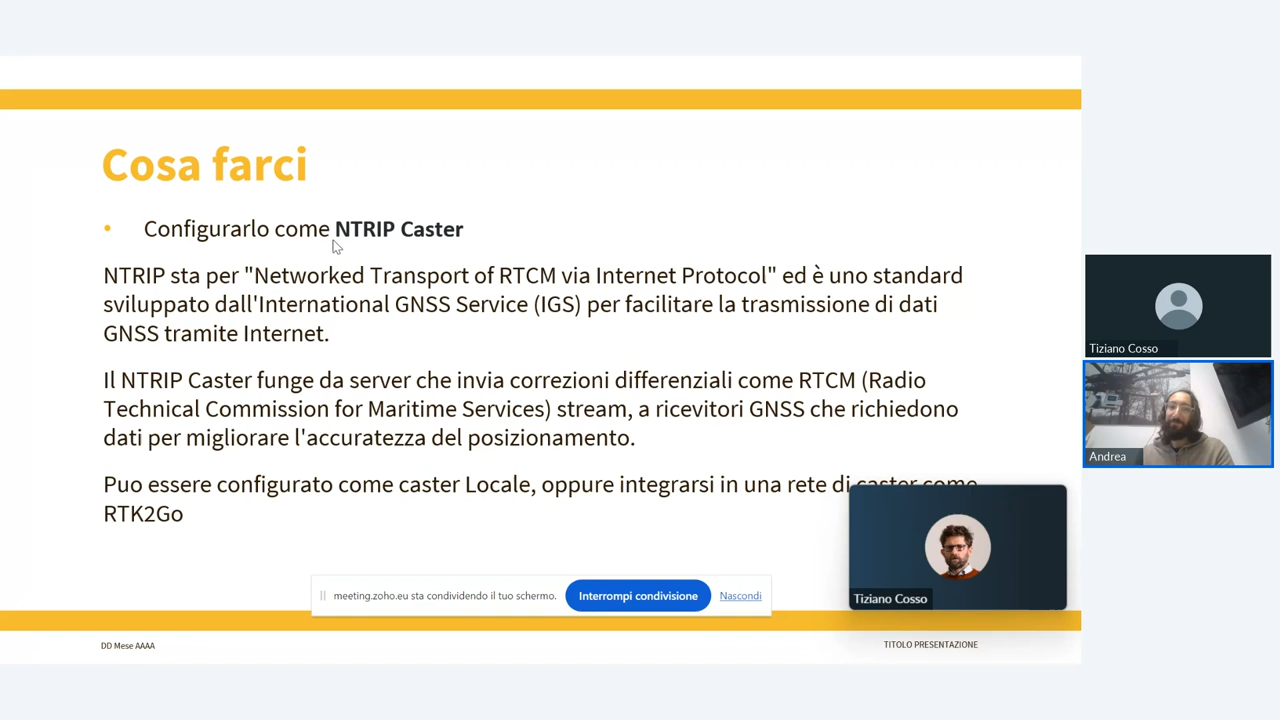 Cosa farci
• Configurarlo come NTRIP Caster
NTRIP sta per "Networked Transport of RTCM via Internet Protocol" ed è uno standard
sviluppato dall'International GNSS Service (IGS) per facilitare la trasmissione di dati
GNSS tramite Internet.
Il NTRIP Caster funge da server che invia correzioni differenziali come RTCM (Radio
Technical Commission for Maritime Services) stream, a ricevitori GNSS che richiedono
dati per migliorare l'accuratezza del posizionamento.
Puo essere configurato come caster Locale, oppure integrarsi in una rete di caster come
RTK2Go
meeting.zoho.eu sta condividendo il tuo schermo.
Interrompi condivisione
Nascondi
Tiziano Cosso
DD Mese AAAA
TITOLO PRESENTAZIONE
Tiziano Cosso
Andrea